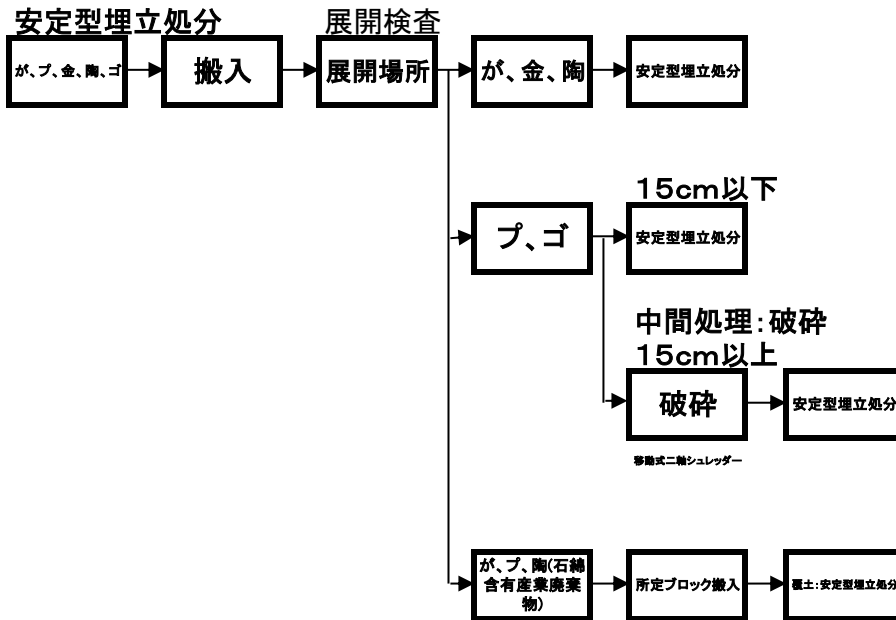 安定型埋立処分
展開検査
が、プ、金、陶、ゴ
搬入
展開場所
が、金、陶
安定型埋立処分
15cm以下
プ、ゴ
安定型埋立処分
中間処理：破砕
15cm以上
破砕
安定型埋立処分
移動式二軸シュレッダー
が、プ、陶(石綿
含有産業廃棄
物)
所定ブロック搬入
覆土：安定型埋立処分